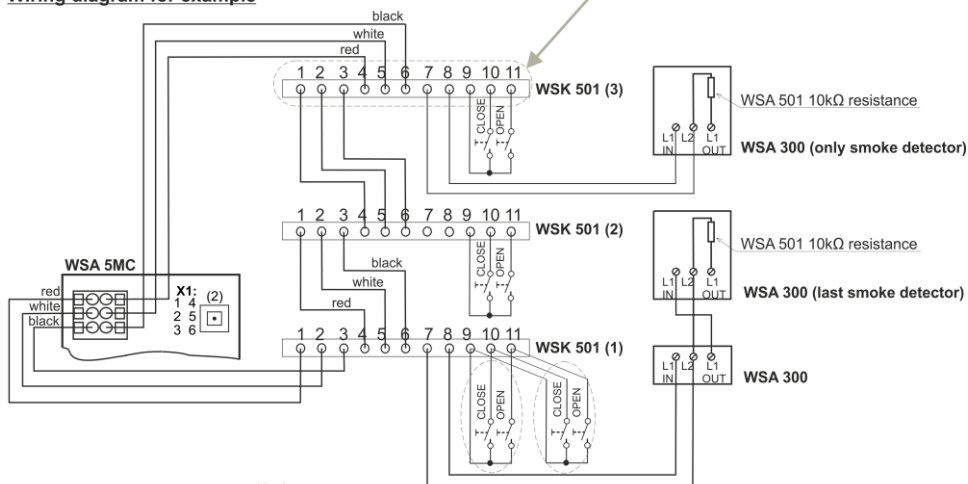 Wiring diagram for example
black
white
red
1 2 3 4 5 6 7 8 9 10 11
WSK 501 (3)
CLOSE
OPEN
L1 L2 L1
IN OUT
WSA 501 10kΩ resistance
WSA 300 (only smoke detector)
1 2 3 4 5 6 7 8 9 10 11
WSK 501 (2)
black
white
red
CLOSE
OPEN
L1 L2 L1
IN OUT
WSA 501 10kΩ resistance
WSA 300 (last smoke detector)
WSA 5MC
red
white
black
X1:
1 4
2 5
3 6
(2)
1 2 3 4 5 6 7 8 9 10 11
WSK 501 (1)
CLOSE
OPEN
CLOSE
OPEN
L1 L2 L1
IN OUT
WSA 300